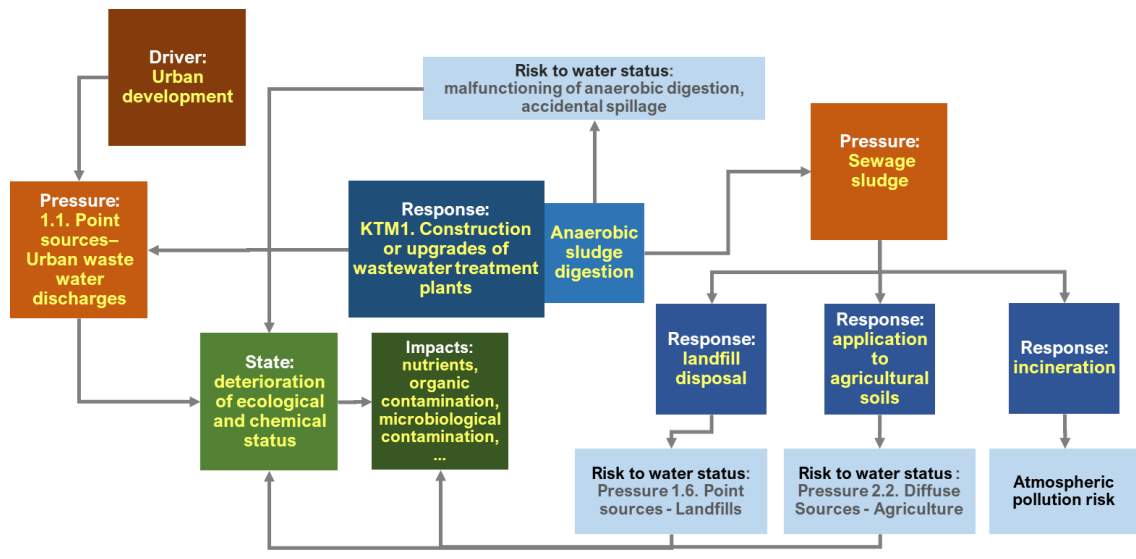 Driver:
Urban
development
Risk to water status:
malfunctioning of anaerobic digestion,
accidental spillage
Pressure:
Sewage
sludge
Pressure:
1.1. Point
sources–
Urban waste
water
discharges
Response:
KTM1. Construction
or upgrades of
wastewater treatment
plants
Anaerobic
sludge
digestion
State:
deterioration
of ecological
and chemical
status
Impacts:
nutrients,
organic
contamination,
microbiological
contamination,
...
Response:
landfill
disposal
Response:
application
to
agricultural
soils
Response:
incineration
Risk to water status:
Pressure 1.6. Point
sources - Landfills
Risk to water status :
Pressure 2.2. Diffuse
Sources - Agriculture
Atmospheric
pollution risk